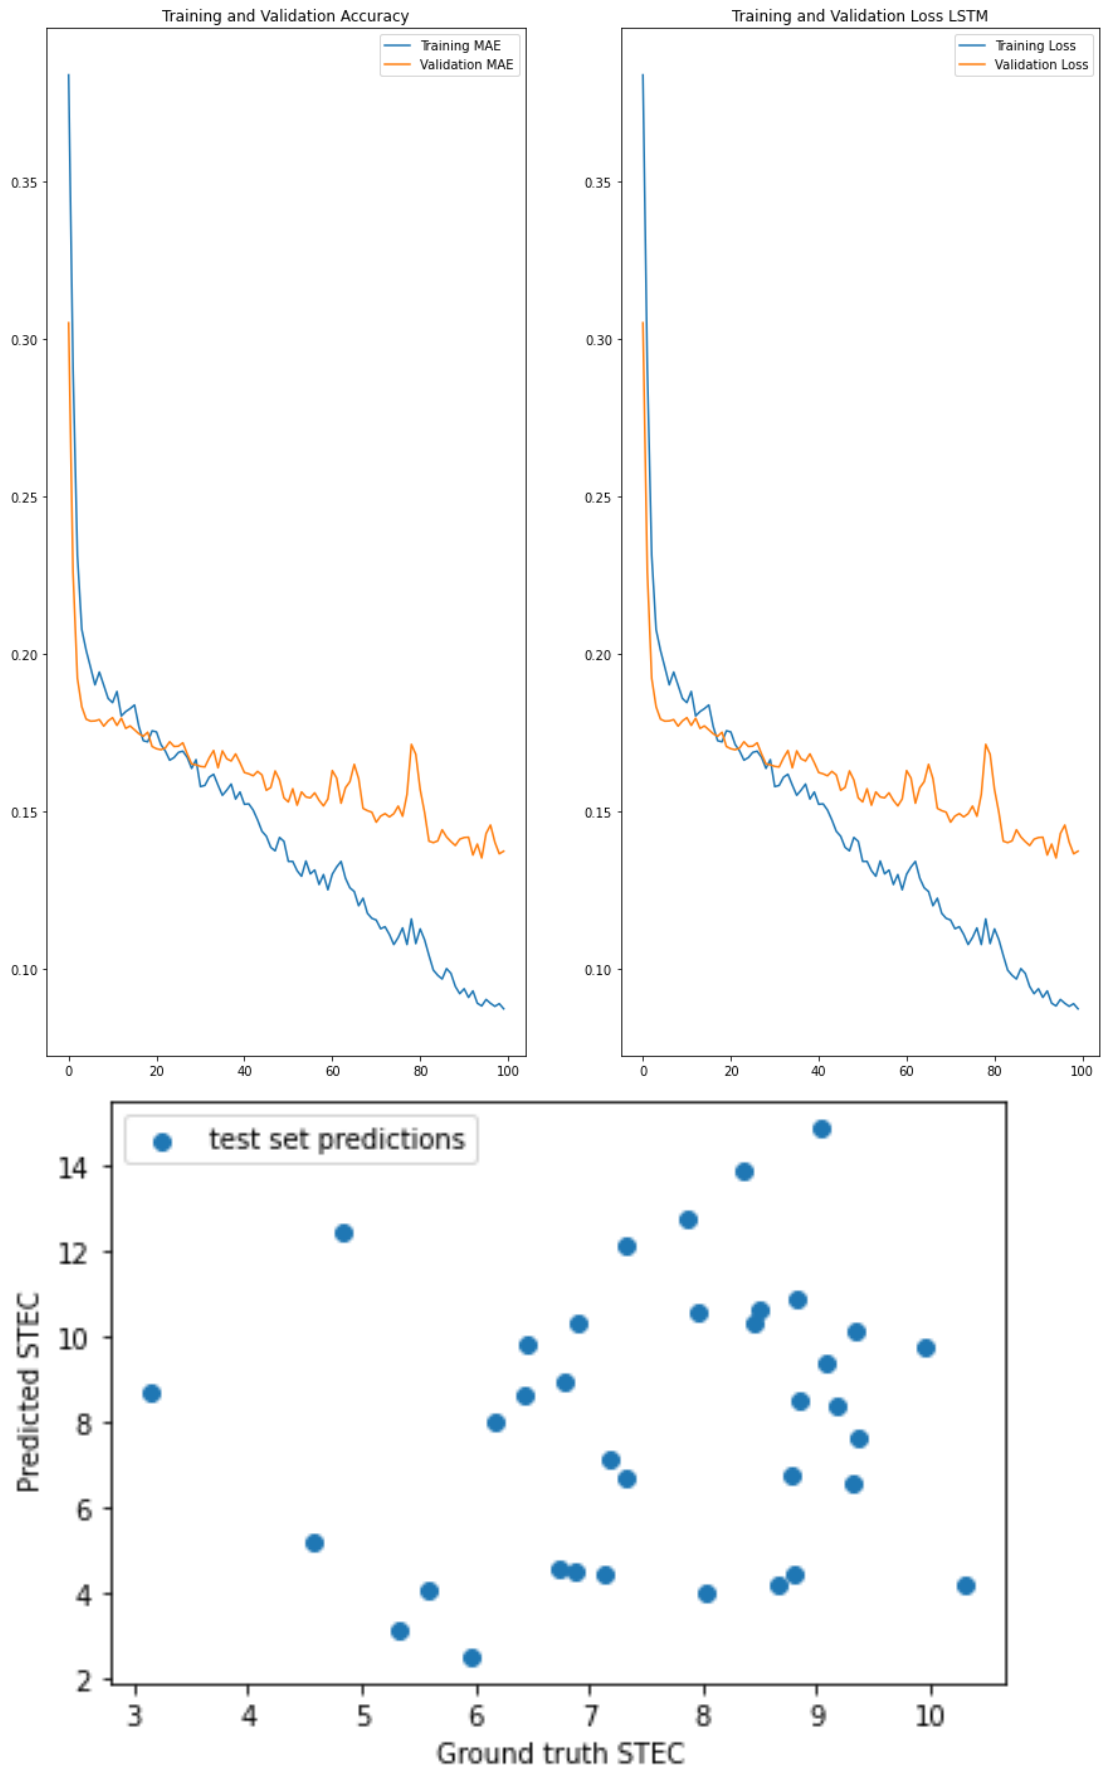 Training and Validation Accuracy
Training MAE
Validation MAE
0.35
0.30
0.25
0.20
0.15
0.10
0 20 40 60 80 100
Training and Validation Loss LSTM
Training Loss
Validation Loss
0.35
0.30
0.25
0.20
0.15
0.10
0 20 40 60 80 100
test set predictions
Predicted STEC
14
12
10
8
6
4
2
3 4 5 6 7 8 9 10
Ground truth STEC